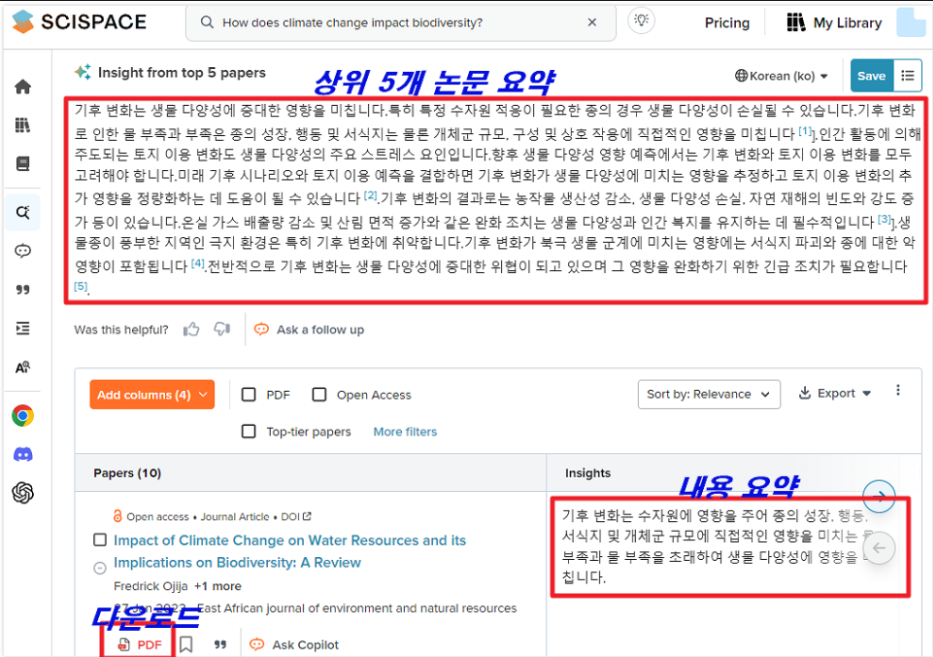 SCISPACE
How does climate change impact biodiversity?
Pricing
My Library
Insight from top 5 papers
상위 5개 논문 요약
Korean (ko)
Save
기후 변화는 생물 다양성에 중대한 영향을 미칩니다.특히 특정 수자원 적응이 필요한 종의 경우 생물 다양성이 손실될 수 있습니다.기후 변화
로 인한 물 부족과 부족은 종의 성장, 행동 및 서식지는 물론 개체군 규모, 구성 및 상호 작용에 직접적인 영향을 미칩니다 [1].인간 활동에 의해
주도되는 토지 이용 변화도 생물 다양성의 주요 스트레스 요인입니다.향후 생물 다양성 영향 예측에서는 기후 변화와 토지 이용 변화를 모두
고려해야 합니다.미래 기후 시나리오와 토지 이용 예측을 결합하면 기후 변화가 생물 다양성에 미치는 영향을 추정하고 토지 이용 변화의 추
가 영향을 정량화하는 데 도움이 될 수 있습니다 [2].기후 변화의 결과로는 농작물 생산성 감소, 생물 다양성 손실, 자연 재해의 빈도와 강도 증
가 등이 있습니다.온실 가스 배출량 감소 및 산림 면적 증가와 같은 완화 조치는 생물 다양성과 인간 복지를 유지하는 데 필수적입니다 [3].생
물종이 풍부한 지역인 극지 환경은 특히 기후 변화에 취약합니다.기후 변화가 북극 생물 군계에 미치는 영향에는 서식지 파괴와 종에 대한 악
영향이 포함됩니다 [4].전반적으로 기후 변화는 생물 다양성에 중대한 위협이 되고 있으며 그 영향을 완화하기 위한 긴급 조치가 필요합니다
[5].
Was this helpful?
Ask a follow up
Add columns (4)
PDF
Open Access
Sort by: Relevance
Export
Top-tier papers
More filters
Papers (10)
Insights
내용 요약
Open access • Journal Article • DOI
Impact of Climate Change on Water Resources and its
Implications on Biodiversity: A Review
Fredrick Ojija +1 more
27 Jan 2023 East African journal of environment and natural resources
다운로드
PDF
Ask Copilot
기후 변화는 수자원에 영향을 주어 종의 성장, 행동,
서식지 및 개체군 규모에 직접적인 영향을 미치는
부족과 물 부족을 초래하여 생물 다양성에 영향을
칩니다.